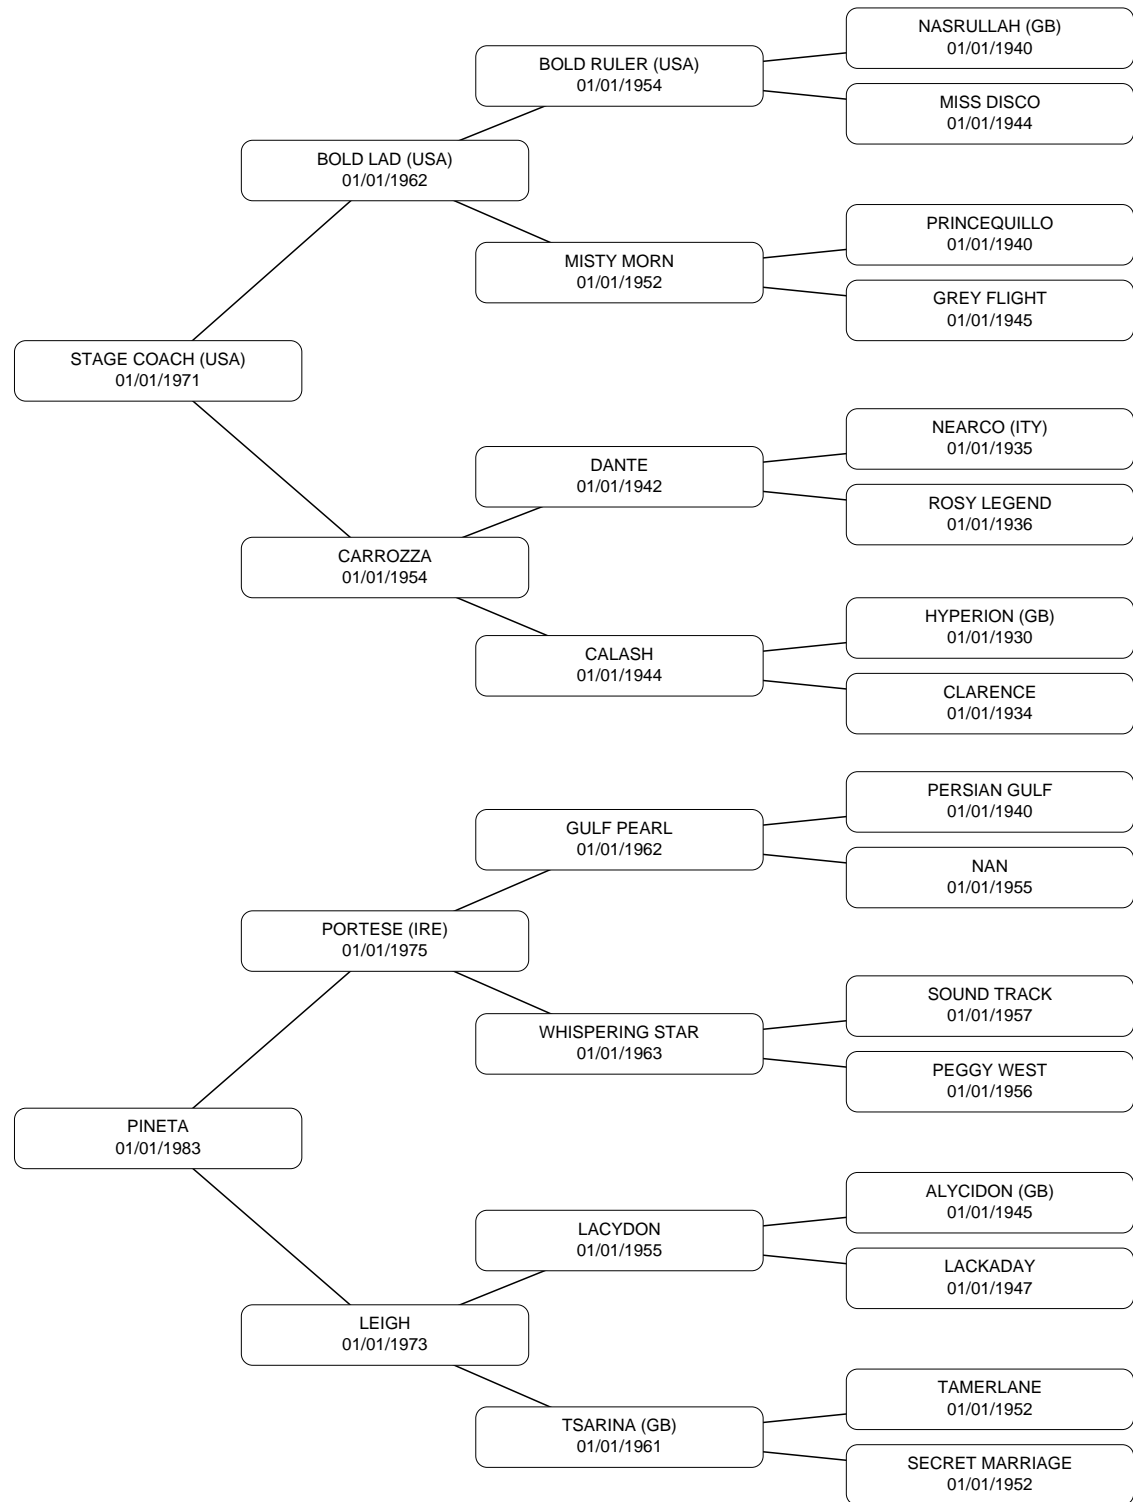 NASRULLAH (GB)
01/01/1940
BOLD RULER (USA)
01/01/1954
MISS DISCO
01/01/1944
BOLD LAD (USA)
01/01/1962
PRINCEQUILLO
01/01/1940
MISTY MORN
01/01/1952
GREY FLIGHT
01/01/1945
STAGE COACH (USA)
01/01/1971
NEARCO (ITY)
01/01/1935
DANTE
01/01/1942
ROSY LEGEND
01/01/1936
CARROZZA
01/01/1954
HYPERION (GB)
01/01/1930
CALASH
01/01/1944
CLARENCE
01/01/1934
PERSIAN GULF
01/01/1940
GULF PEARL
01/01/1962
NAN
01/01/1955
PORTESE (IRE)
01/01/1975
SOUND TRACK
01/01/1957
WHISPERING STAR
01/01/1963
PEGGY WEST
01/01/1956
PINETA
01/01/1983
ALYCIDON (GB)
01/01/1945
LACYDON
01/01/1955
LACKADAY
01/01/1947
LEIGH
01/01/1973
TAMERLANE
01/01/1952
TSARINA (GB)
01/01/1961
SECRET MARRIAGE
01/01/1952